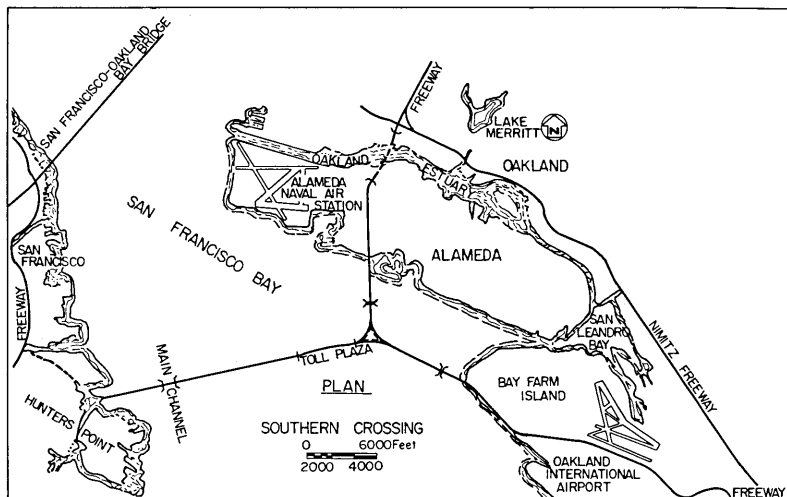 SAN FRANCISCO-OAKLAND
BAY BRIDGE
FREEWAY
LAKE
MERRITT
N
OAKLAND
OAKLAND
ESTUARY
ALAMEDA
NAVAL AIR
STATION
SAN FRANCISCO BAY
ALAMEDA
SAN
FRANCISCO
FREEWAY
SAN
LEANDRO
BAY
NIMITZ FREEWAY
MAIN
CHANNEL
TOLL PLAZA
PLAN
BAY FARM
ISLAND
HUNTERS
POINT
SOUTHERN CROSSING
0 6000 Feet
2000 4000
OAKLAND
INTERNATIONAL
AIRPORT
FREEWAY